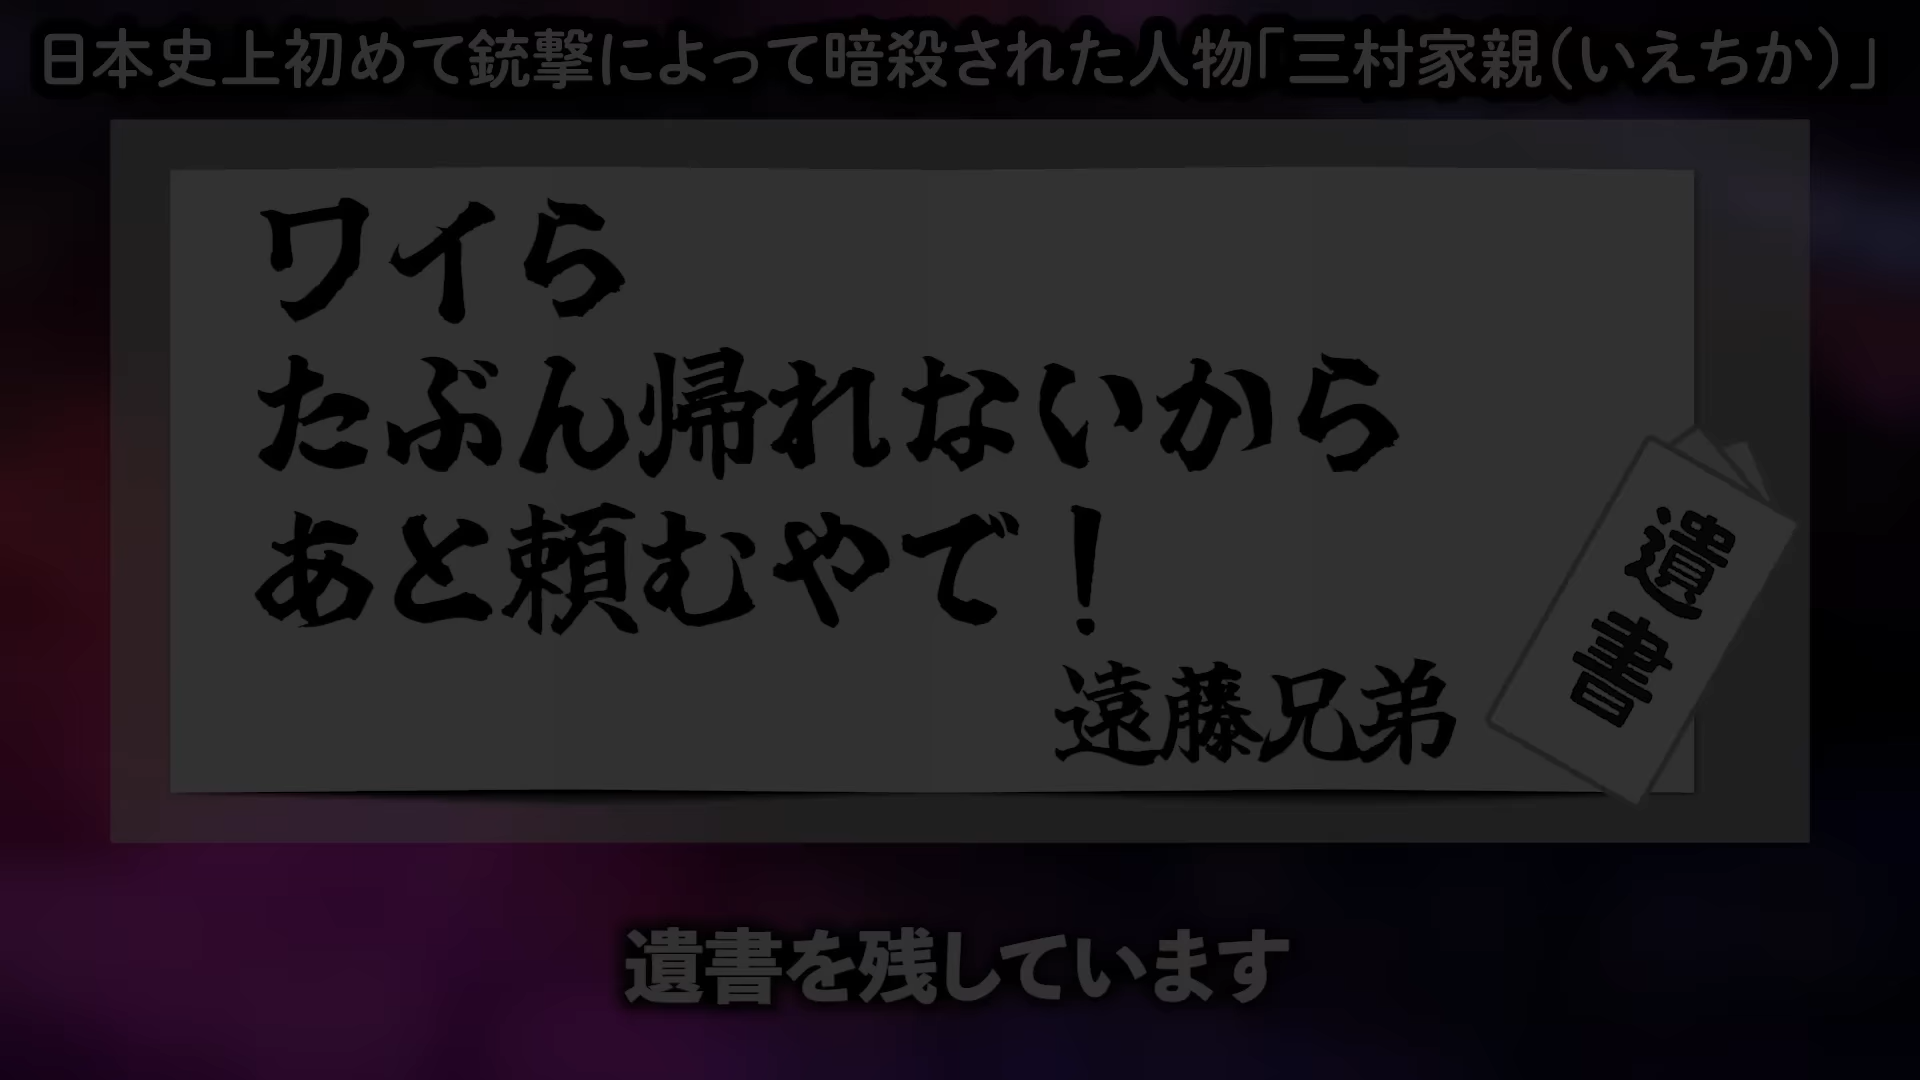 日本史上初めて銃撃によって暗殺された人物「三村家親(いえちか)」
ワイら
たぶん帰れないから
あと頼むやで！
遠藤兄弟
遺書
遺書を残しています